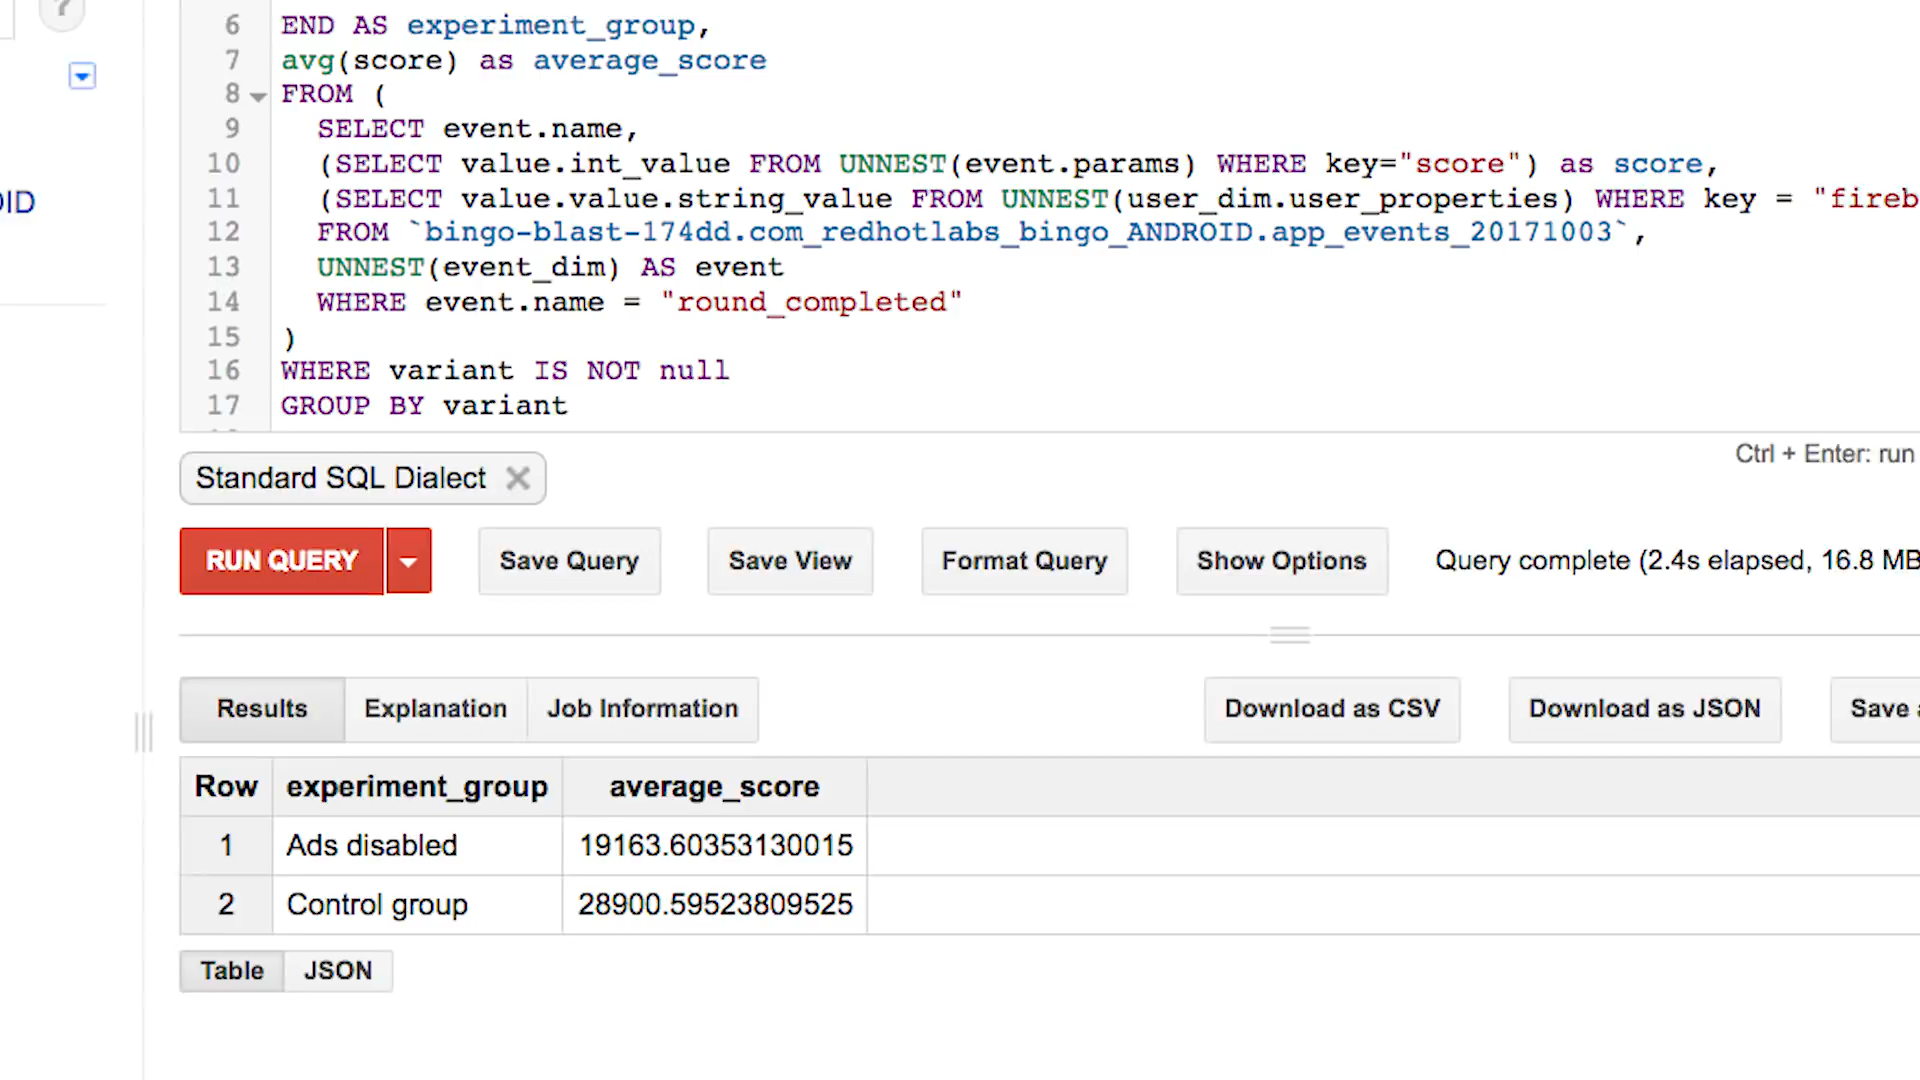 ?
6 END AS experiment_group,
7 avg(score) as average_score
8 FROM (
9 SELECT event.name,
10 (SELECT value.int_value FROM UNNEST(event.params) WHERE key="score") as score,
11 (SELECT value.value.string_value FROM UNNEST(user_dim.user_properties) WHERE key = "fireb
12 FROM `bingo-blast-174dd.com_redhotlabs_bingo_ANDROID.app_events_20171003`,
13 UNNEST(event_dim) AS event
14 WHERE event.name = "round_completed"
15 )
16 WHERE variant IS NOT null
17 GROUP BY variant
OID
Ctrl + Enter: run
Standard SQL Dialect
RUN QUERY Save Query Save View Format Query Show Options Query complete (2.4s elapsed, 16.8 MB
Results Explanation Job Information Download as CSV Download as JSON Save
Row experiment_group average_score
1 Ads disabled 19163.60353130015
2 Control group 28900.59523809525
Table JSON